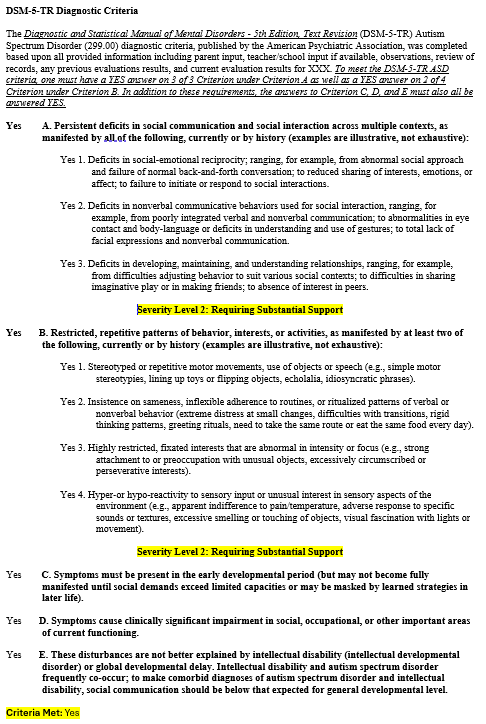 DSM-5-TR Diagnostic Criteria
The Diagnostic and Statistical Manual of Mental Disorders - 5th Edition, Text Revision (DSM-5-TR) Autism
Spectrum Disorder (299.00) diagnostic criteria, published by the American Psychiatric Association, was completed
based upon all provided information including parent input, teacher/school input if available, observations, review of
records, any previous evaluations results, and current evaluation results for XXX. To meet the DSM-5-TR ASD
criteria, one must have a YES answer on 3 of 3 Criterion under Criterion A as well as a YES answer on 2 of 4
Criterion under Criterion B. In addition to these requirements, the answers to Criterion C, D, and E must also all be
answered YES.
Yes A. Persistent deficits in social communication and social interaction across multiple contexts, as
manifested by all of the following, currently or by history (examples are illustrative, not exhaustive):
Yes 1. Deficits in social-emotional reciprocity; ranging, for example, from abnormal social approach
and failure of normal back-and-forth conversation; to reduced sharing of interests, emotions, or
affect; to failure to initiate or respond to social interactions.
Yes 2. Deficits in nonverbal communicative behaviors used for social interaction, ranging, for
example, from poorly integrated verbal and nonverbal communication; to abnormalities in eye
contact and body-language or deficits in understanding and use of gestures; to total lack of
facial expressions and nonverbal communication.
Yes 3. Deficits in developing, maintaining, and understanding relationships, ranging, for example,
from difficulties adjusting behavior to suit various social contexts; to difficulties in sharing
imaginative play or in making friends; to absence of interest in peers.
Severity Level 2: Requiring Substantial Support
Yes B. Restricted, repetitive patterns of behavior, interests, or activities, as manifested by at least two of
the following, currently or by history (examples are illustrative, not exhaustive):
Yes 1. Stereotyped or repetitive motor movements, use of objects or speech (e.g., simple motor
stereotypies, lining up toys or flipping objects, echolalia, idiosyncratic phrases).
Yes 2. Insistence on sameness, inflexible adherence to routines, or ritualized patterns of verbal or
nonverbal behavior (extreme distress at small changes, difficulties with transitions, rigid
thinking patterns, greeting rituals, need to take the same route or eat the same food every day).
Yes 3. Highly restricted, fixated interests that are abnormal in intensity or focus (e.g., strong
attachment to or preoccupation with unusual objects, excessively circumscribed or
perseverative interests).
Yes 4. Hyper-or hypo-reactivity to sensory input or unusual interest in sensory aspects of the
environment (e.g., apparent indifference to pain/temperature, adverse response to specific
sounds or textures, excessive smelling or touching of objects, visual fascination with lights or
movement).
Severity Level 2: Requiring Substantial Support
Yes C. Symptoms must be present in the early developmental period (but may not become fully
manifested until social demands exceed limited capacities or may be masked by learned strategies in
later life).
Yes D. Symptoms cause clinically significant impairment in social, occupational, or other important areas
of current functioning.
Yes E. These disturbances are not better explained by intellectual disability (intellectual developmental
disorder) or global developmental delay. Intellectual disability and autism spectrum disorder
frequently co-occur; to make comorbid diagnoses of autism spectrum disorder and intellectual
disability, social communication should be below that expected for general developmental level.
Criteria Met: Yes